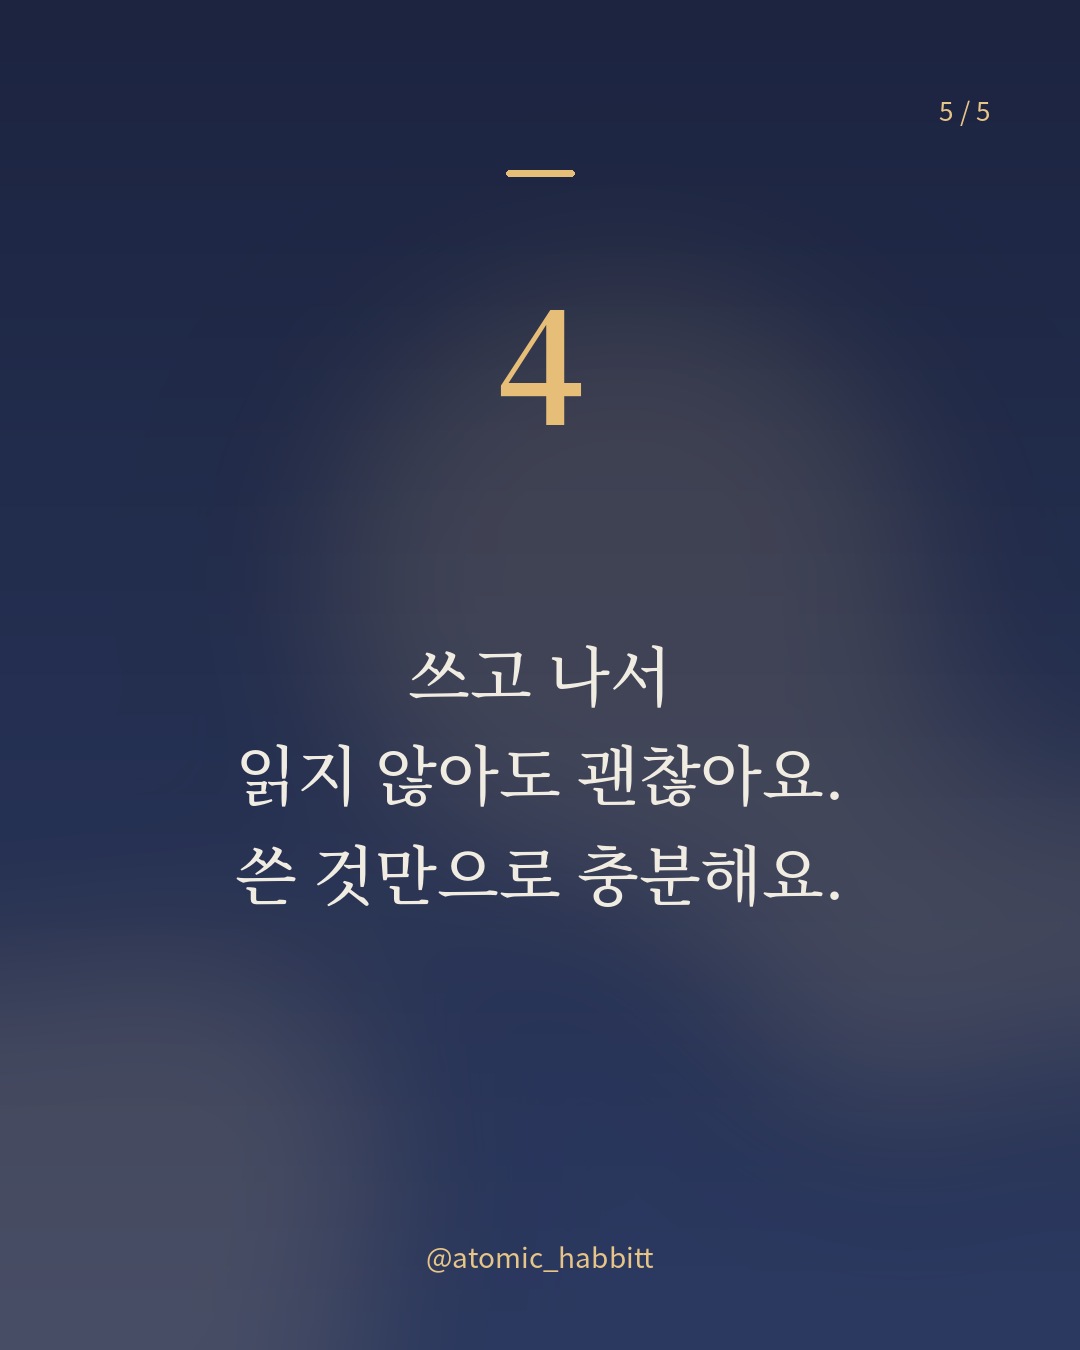 5 / 5
4
쓰고 나서
읽지 않아도 괜찮아요.
쓴 것만으로 충분해요.
@atomic_habbitt